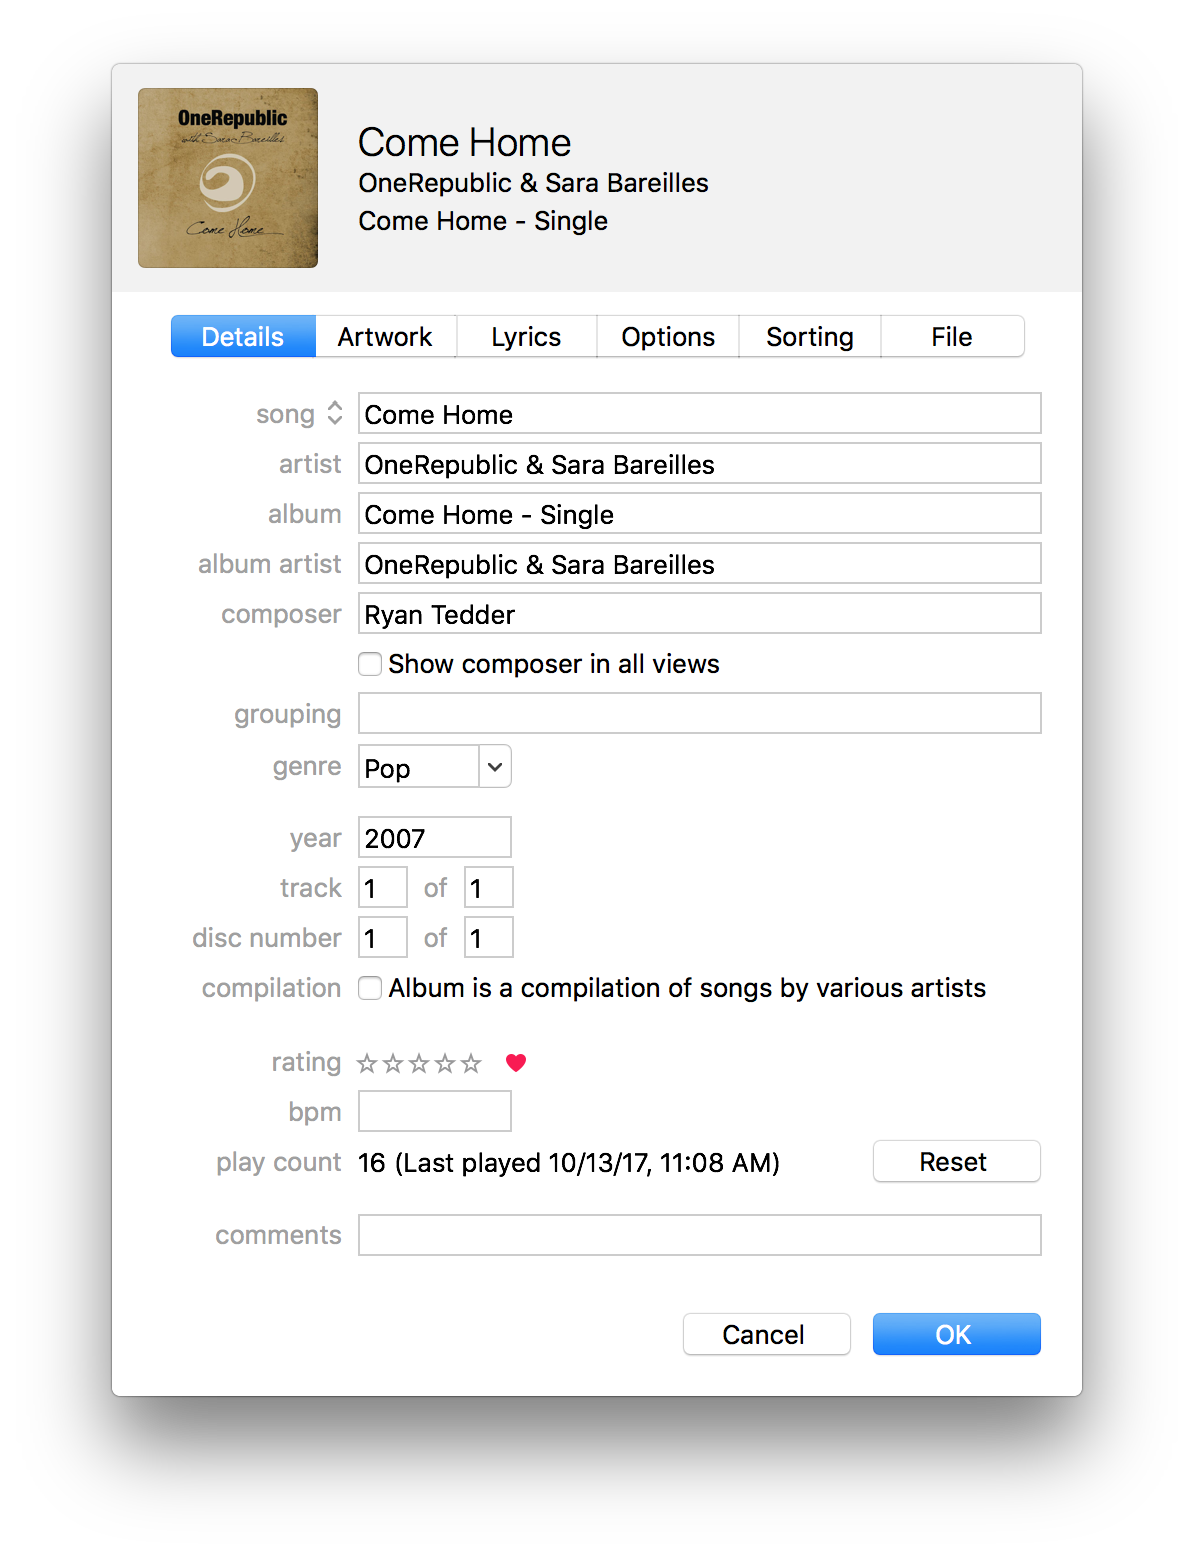 OneRepublic
with Sara Bareilles
Come Home
Come Home
OneRepublic & Sara Bareilles
Come Home - Single
Details Artwork Lyrics Options Sorting File
song Come Home
artist OneRepublic & Sara Bareilles
album Come Home - Single
album artist OneRepublic & Sara Bareilles
composer Ryan Tedder
Show composer in all views
grouping
genre Pop
year 2007
track 1 of 1
disc number 1 of 1
compilation Album is a compilation of songs by various artists
rating
bpm
play count 16 (Last played 10/13/17, 11:08 AM) Reset
comments
Cancel OK